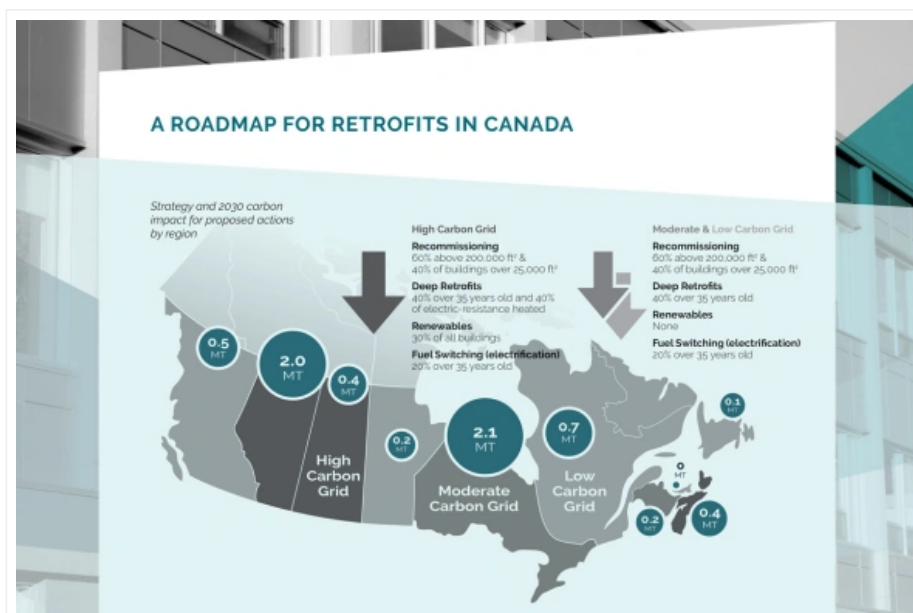 A ROADMAP FOR RETROFITS IN CANADA
Strategy and 2030 carbon
impact for proposed actions
by region
High Carbon Grid
Recommissioning
60% above 200,000 ft² &
40% of buildings over 25,000 ft²
Deep Retrofits
40% over 35 years old and 40%
of electric-resistance heated
Renewables
30% of all buildings
Fuel Switching (electrification)
20% over 35 years old
Moderate & Low Carbon Grid
Recommissioning
60% above 200,000 ft² &
40% of buildings over 25,000 ft²
Deep Retrofits
40% over 35 years old
Renewables
None
Fuel Switching (electrification)
20% over 35 years old
0.5
MT
2.0
MT
0.4
MT
0.2
MT
2.1
MT
0.7
MT
0.1
MT
0
MT
0.2
MT
0.4
MT
High
Carbon
Grid
Moderate
Carbon Grid
Low
Carbon
Grid